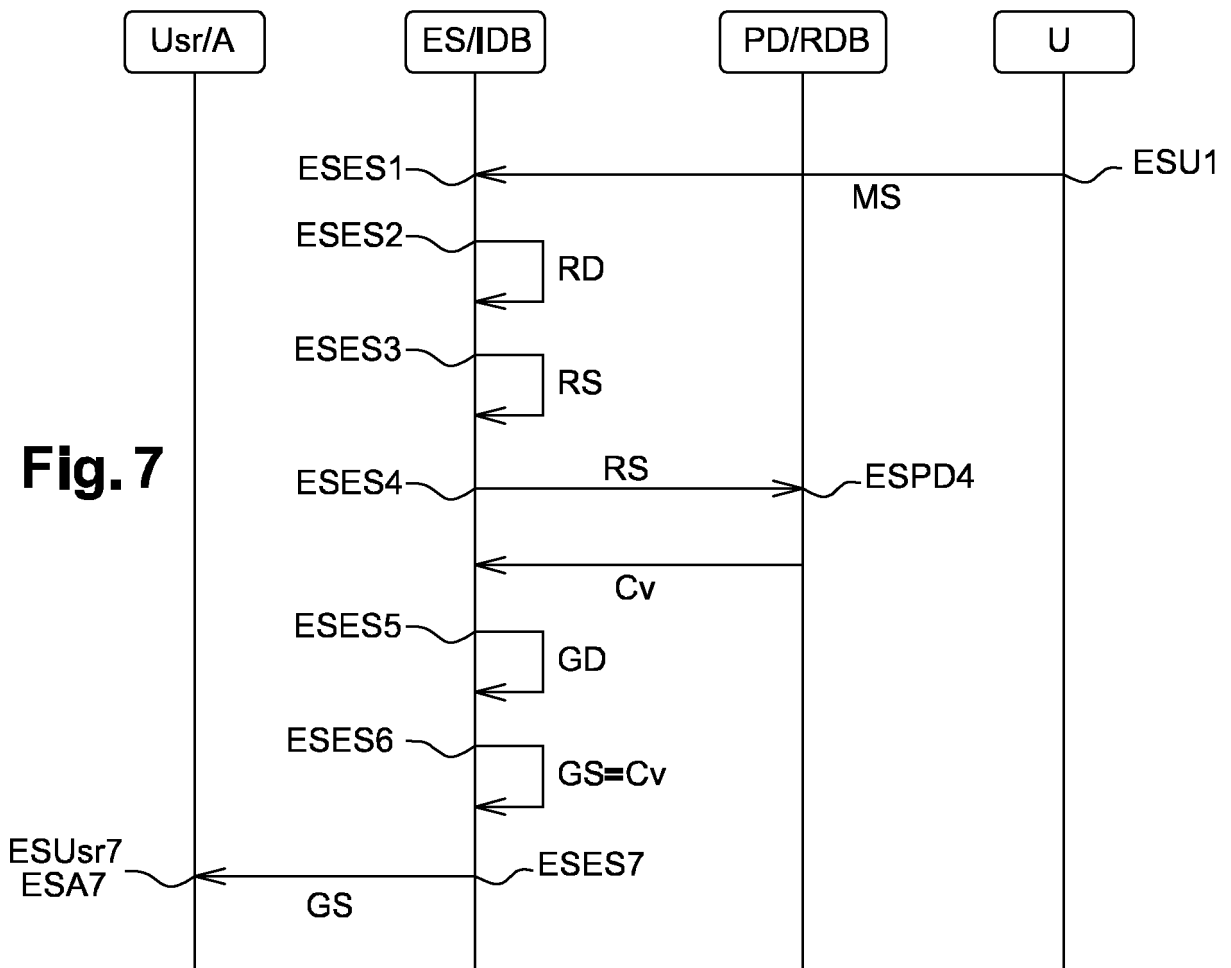 Usr/A
ES/IDB
PD/RDB
U
ESES1
ESU1
MS
ESES2
RD
ESES3
RS
Fig. 7
ESES4
RS
ESPD4
Cv
ESES5
GD
ESES6
GS=Cv
ESUsr7
ESA7
ESES7
GS